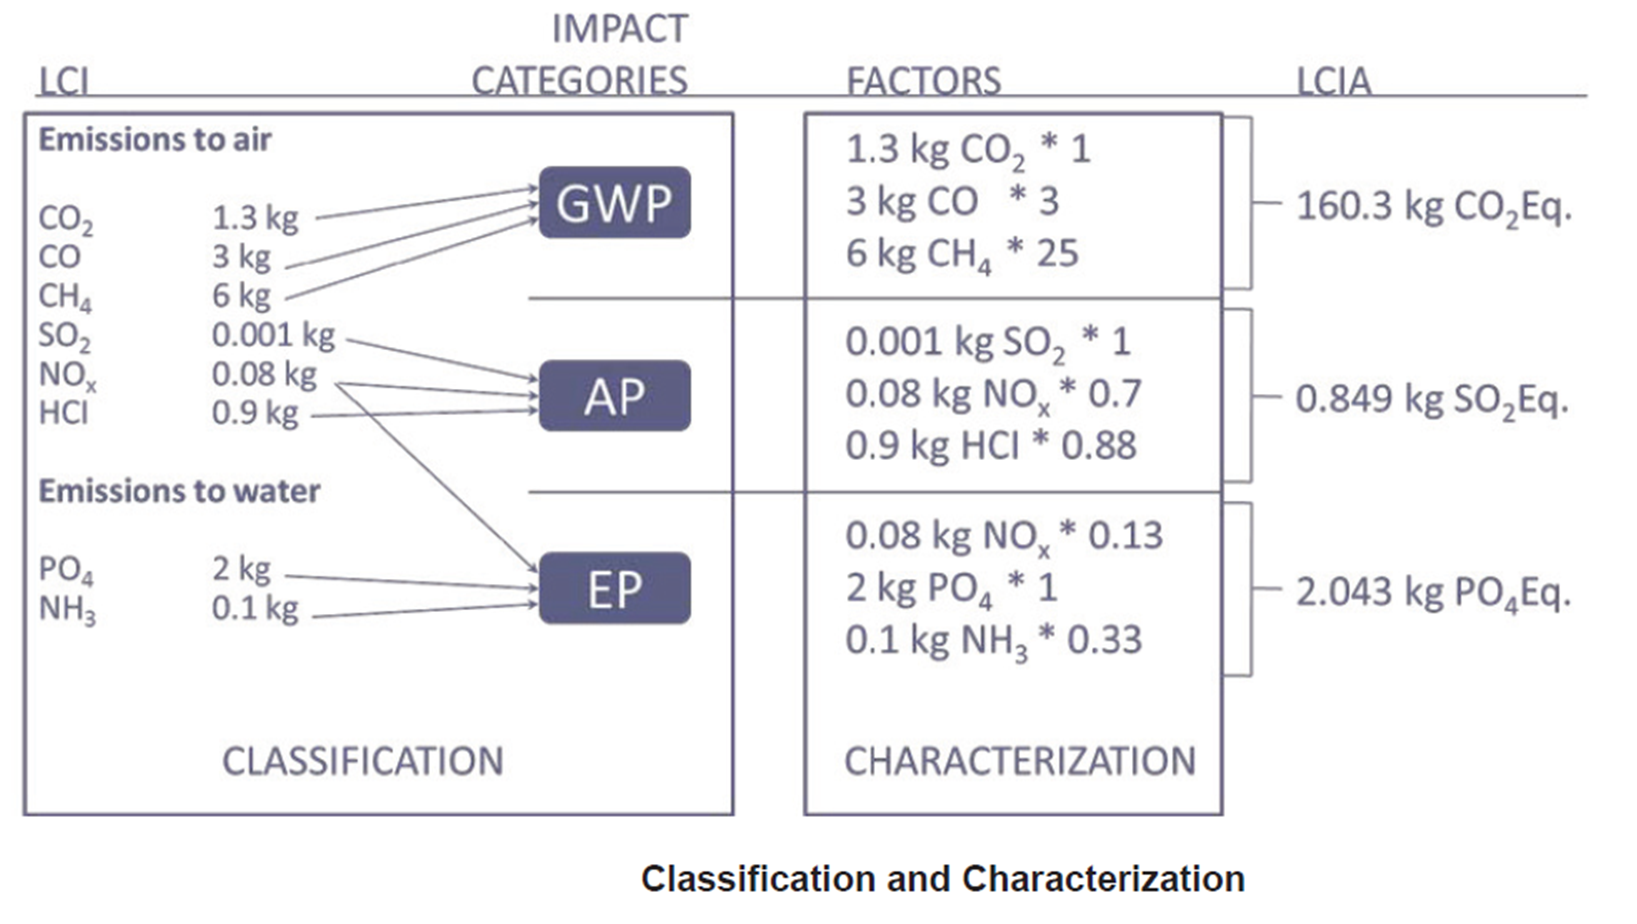 IMPACT
LCI CATEGORIES FACTORS LCIA
Emissions to air
CO₂ 1.3 kg
CO 3 kg
CH₄ 6 kg
SO₂ 0.001 kg
NOₓ 0.08 kg
HCl 0.9 kg
Emissions to water
PO₄ 2 kg
NH₃ 0.1 kg
CLASSIFICATION
GWP
AP
EP
1.3 kg CO₂ * 1
3 kg CO * 3
6 kg CH₄ * 25
0.001 kg SO₂ * 1
0.08 kg NOₓ * 0.7
0.9 kg HCl * 0.88
0.08 kg NOₓ * 0.13
2 kg PO₄ * 1
0.1 kg NH₃ * 0.33
CHARACTERIZATION
160.3 kg CO₂Eq.
0.849 kg SO₂Eq.
2.043 kg PO₄Eq.
Classification and Characterization